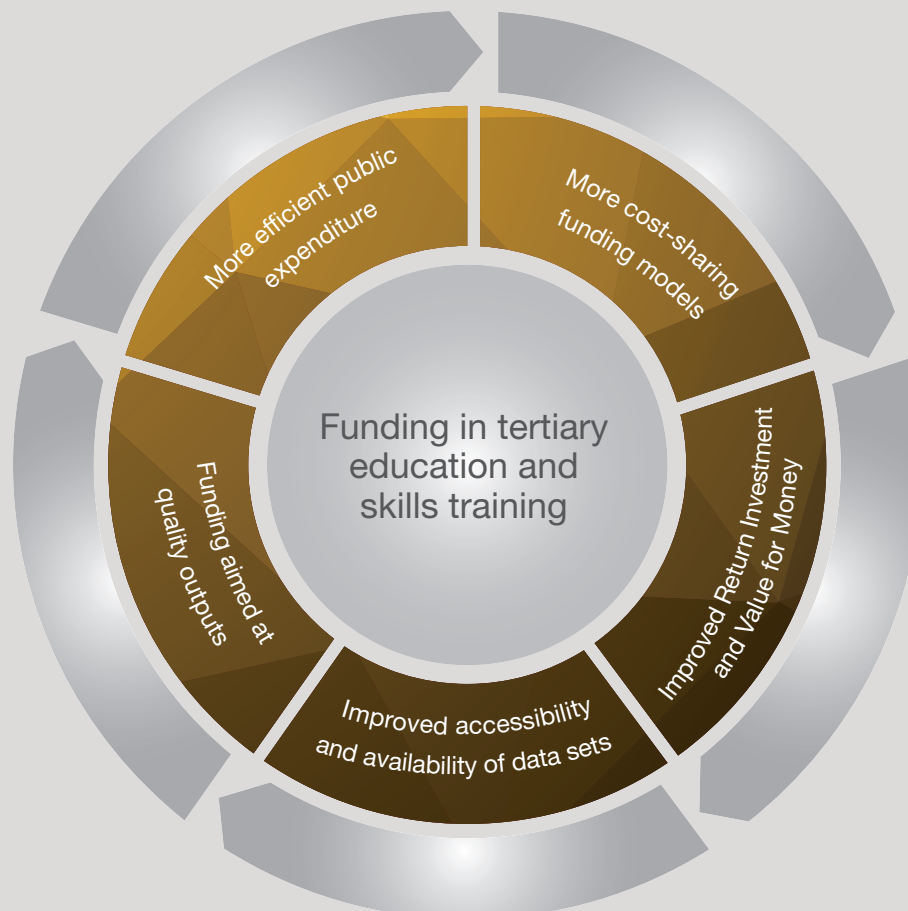 Funding in tertiary
education and
skills training
More cost-sharing
funding models
Improved Return Investment
and Value for Money
Improved accessibility
and availability of data sets
Funding aimed at
quality outputs
More efficient public
expenditure